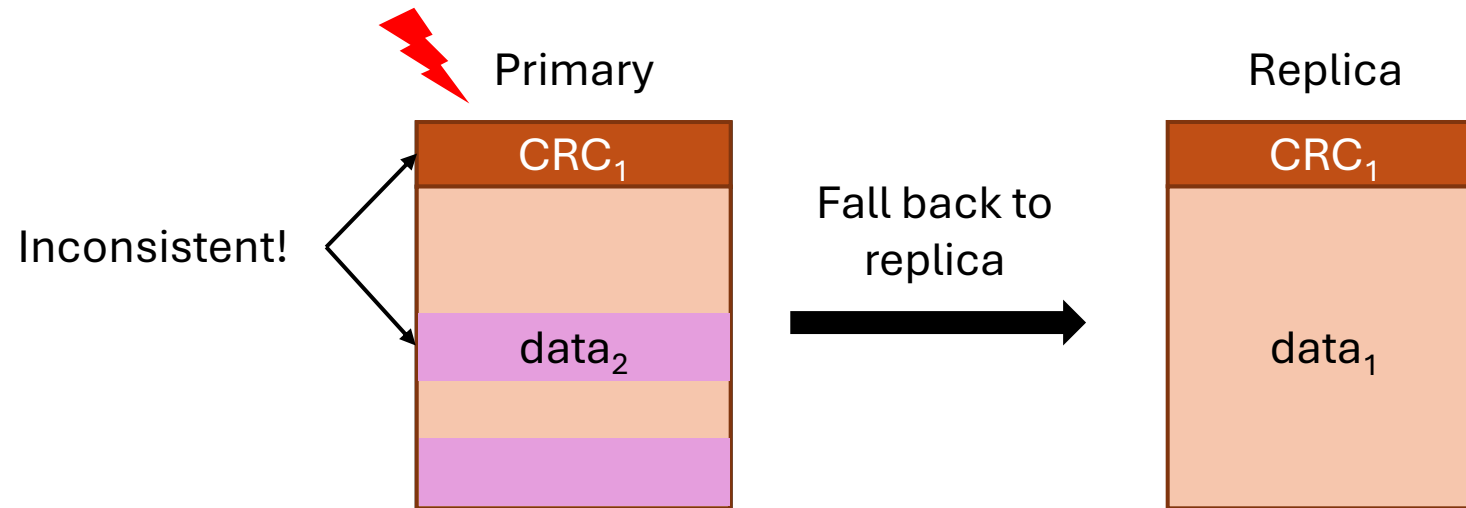 Primary
Replica
CRC₁
CRC₁
Inconsistent!
Fall back to
replica
data₂
data₁